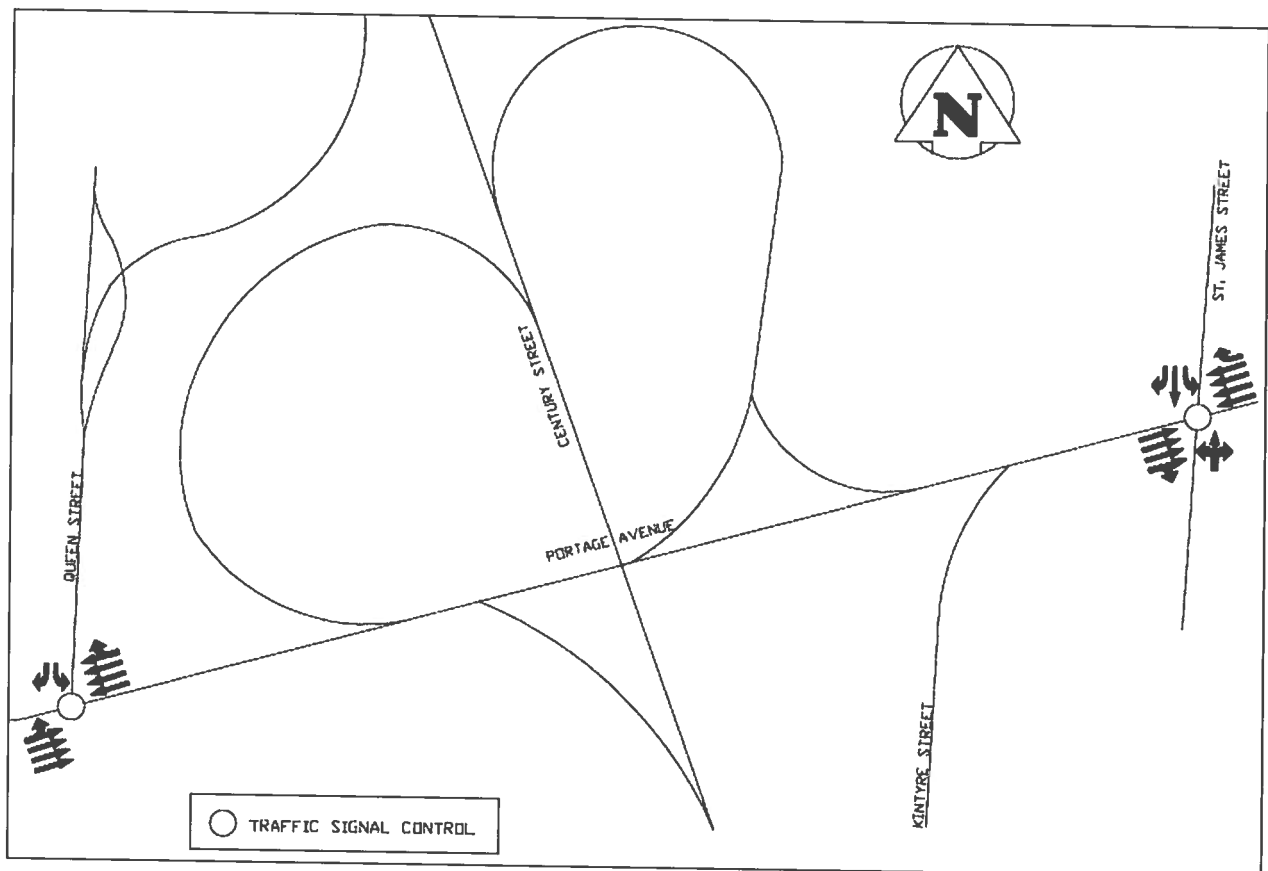 N
ST. JAMES STREET
CENTURY STREET
QUEEN STREET
PORTAGE AVENUE
KINTYRE STREET
TRAFFIC SIGNAL CONTROL